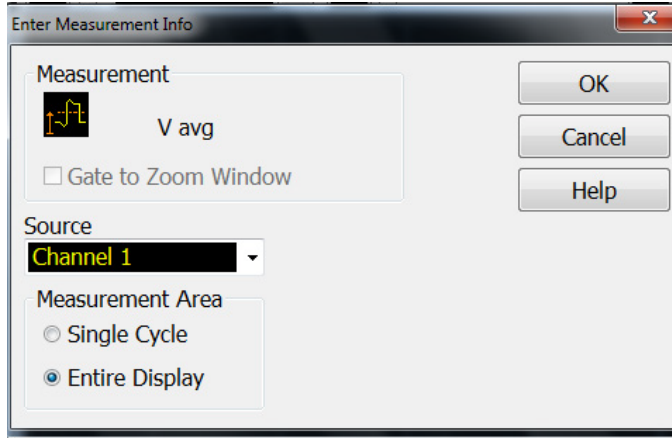 Enter Measurement Info
X
Measurement
V avg
Gate to Zoom Window
OK
Cancel
Help
Source
Channel 1
Measurement Area
Single Cycle
Entire Display